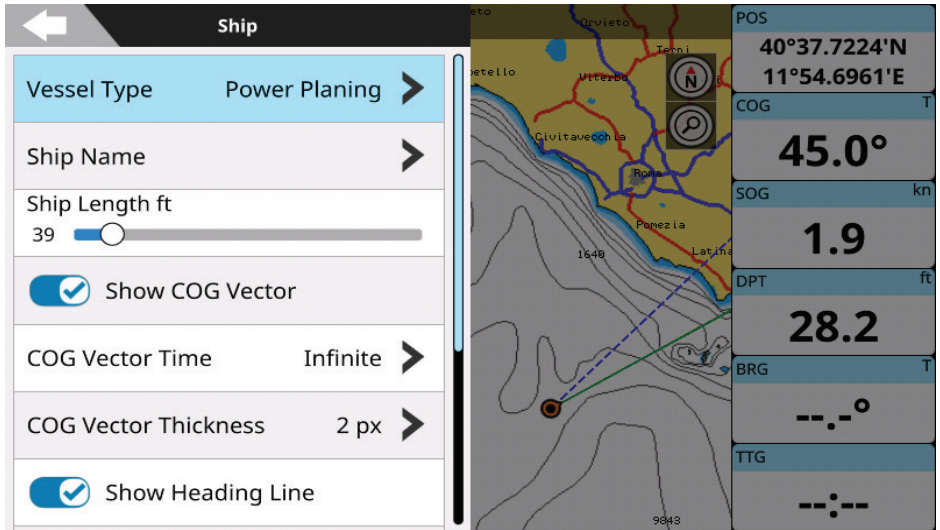 Ship
Vessel Type Power Planing
Ship Name
Ship Length ft
39
Show COG Vector
COG Vector Time Infinite
COG Vector Thickness 2 px
Show Heading Line
Orvieto
Terni
Viterbo
Civitavecchia
Roma
Pomezia
Latina
1640
9843
N
POS
40°37.7224'N
11°54.6961'E
COG T
45.0°
SOG kn
1.9
DPT ft
28.2
BRG T
--.-°
TTG
--:--